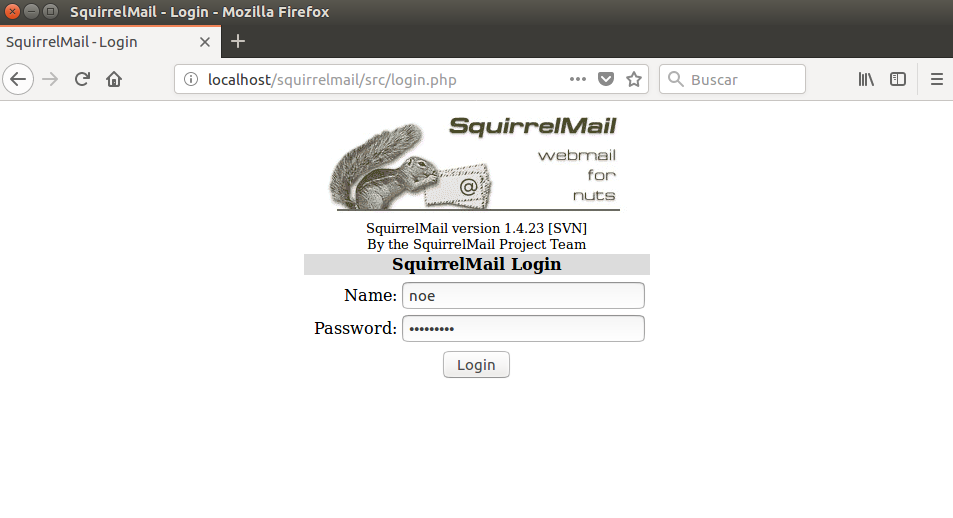 SquirrelMail - Login - Mozilla Firefox
SquirrelMail - Login
localhost/squirrelmail/src/login.php
Buscar
SquirrelMail
webmail
for
nuts
@
SquirrelMail version 1.4.23 [SVN]
By the SquirrelMail Project Team
SquirrelMail Login
Name: noe
Password: •••••••••
Login